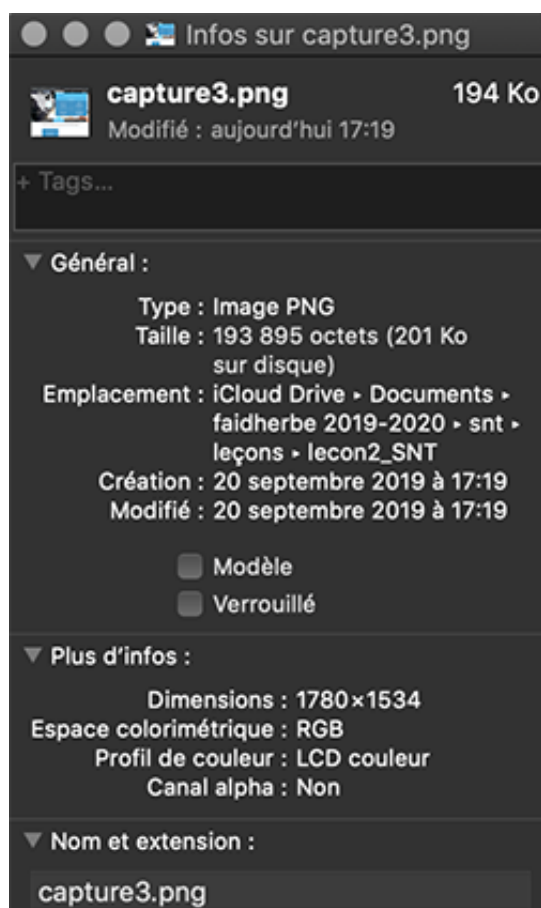 Infos sur capture3.png
capture3.png 194 Ko
Modifié : aujourd’hui 17:19
+ Tags...
▼ Général :
Type : Image PNG
Taille : 193 895 octets (201 Ko
sur disque)
Emplacement : iCloud Drive ▸ Documents ▸
faidherbe 2019-2020 ▸ snt ▸
leçons ▸ lecon2_SNT
Création : 20 septembre 2019 à 17:19
Modifié : 20 septembre 2019 à 17:19
Modèle
Verrouillé
▼ Plus d’infos :
Dimensions : 1780×1534
Espace colorimétrique : RGB
Profil de couleur : LCD couleur
Canal alpha : Non
▼ Nom et extension :
capture3.png